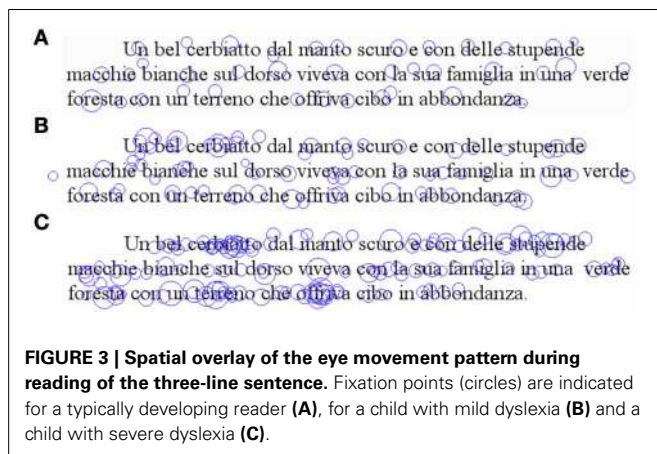 A
Un bel cerbiatto dal manto scuro e con delle stupende
macchie bianche sul dorso viveva con la sua famiglia in una verde
foresta con un terreno che offriva cibo in abbondanza.
B
Un bel cerbiatto dal manto scuro e con delle stupende
macchie bianche sul dorso viveva con la sua famiglia in una verde
foresta con un terreno che offriva cibo in abbondanza.
C
Un bel cerbiatto dal manto scuro e con delle stupende
macchie bianche sul dorso viveva con la sua famiglia in una verde
foresta con un terreno che offriva cibo in abbondanza.
FIGURE 3 | Spatial overlay of the eye movement pattern during
reading of the three-line sentence. Fixation points (circles) are indicated
for a typically developing reader (A), for a child with mild dyslexia (B) and a
child with severe dyslexia (C).